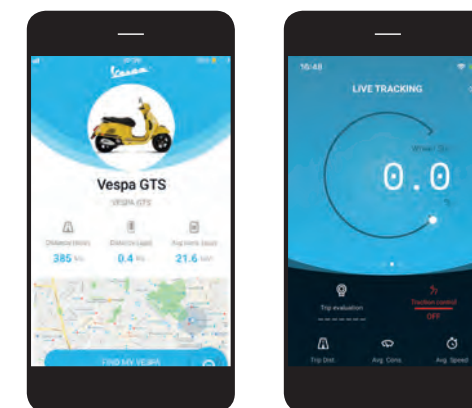 Vespa
Vespa GTS
VESPA GTS
385 km
0.4
21.6
FIND MY VESPA
16:48
LIVE TRACKING
0.0
Trip evaluation
Traction control
OFF
Trip Dist.
Avg. Cons.
Avg. Speed